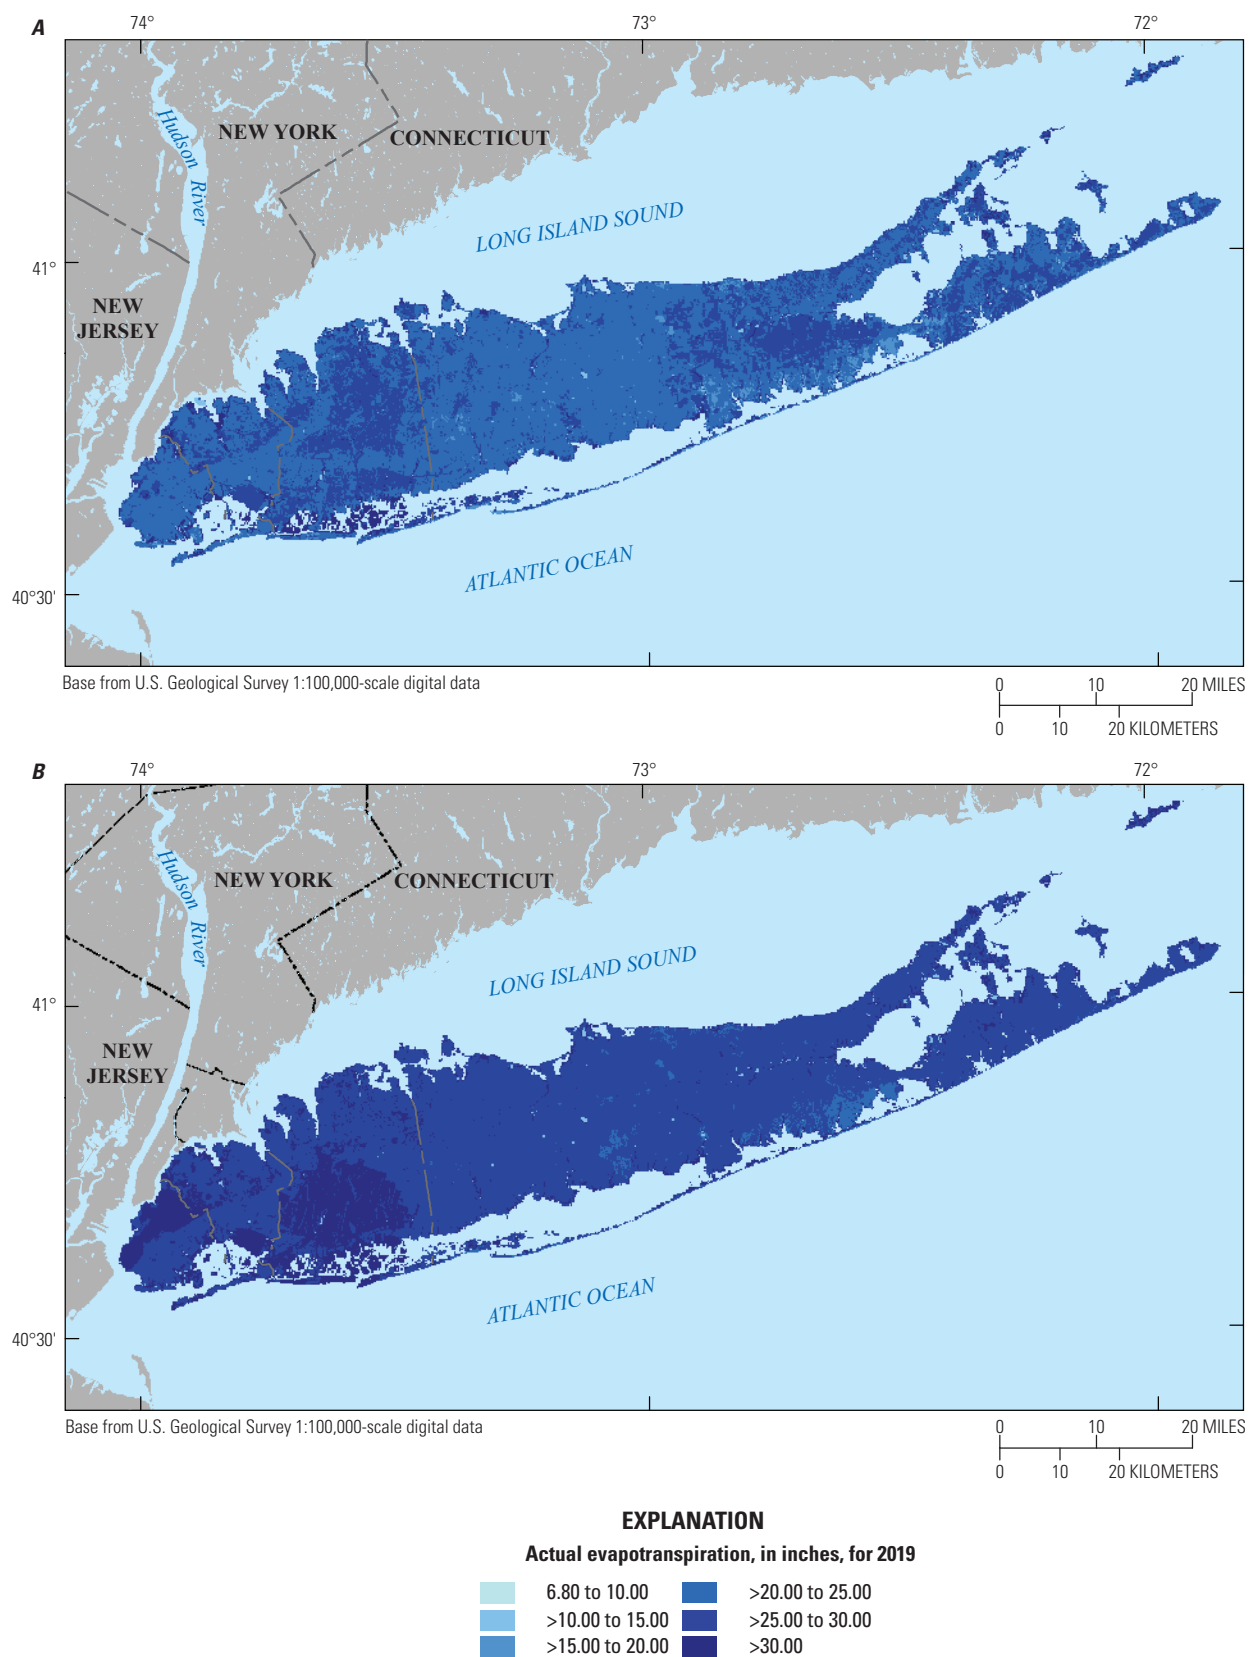 A
74°
73°
72°
Hudson River
NEW YORK
CONNECTICUT
LONG ISLAND SOUND
41°
NEW
JERSEY
ATLANTIC OCEAN
40°30'
Base from U.S. Geological Survey 1:100,000-scale digital data
0 10 20 MILES
0 10 20 KILOMETERS
B
74°
73°
72°
Hudson River
NEW YORK
CONNECTICUT
LONG ISLAND SOUND
41°
NEW
JERSEY
ATLANTIC OCEAN
40°30'
Base from U.S. Geological Survey 1:100,000-scale digital data
0 10 20 MILES
0 10 20 KILOMETERS
EXPLANATION
Actual evapotranspiration, in inches, for 2019
6.80 to 10.00 >20.00 to 25.00
>10.00 to 15.00 >25.00 to 30.00
>15.00 to 20.00 >30.00